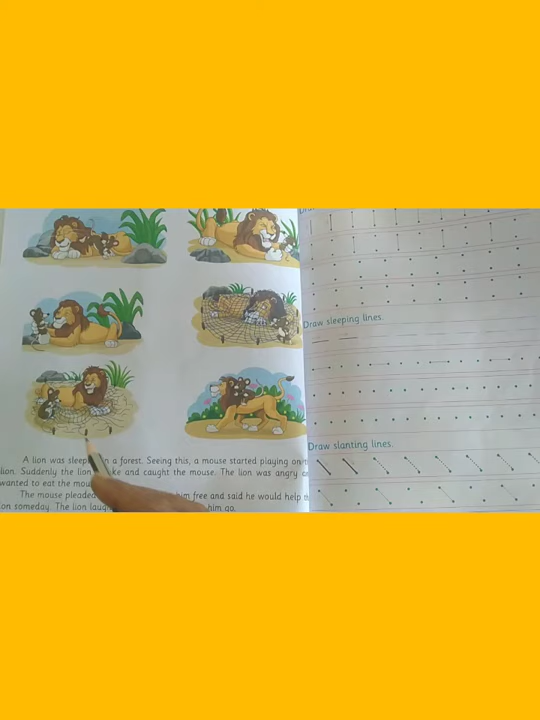 A lion was sleep n a forest. Seeing this, a mouse started playing on
lion. Suddenly the lion ke and caught the mouse. The lion was angry
wanted to eat the mou
The mouse pleaded him free and said he would help
on someday. The lion laugh him go.
Draw sleeping lines.
Draw slanting lines.